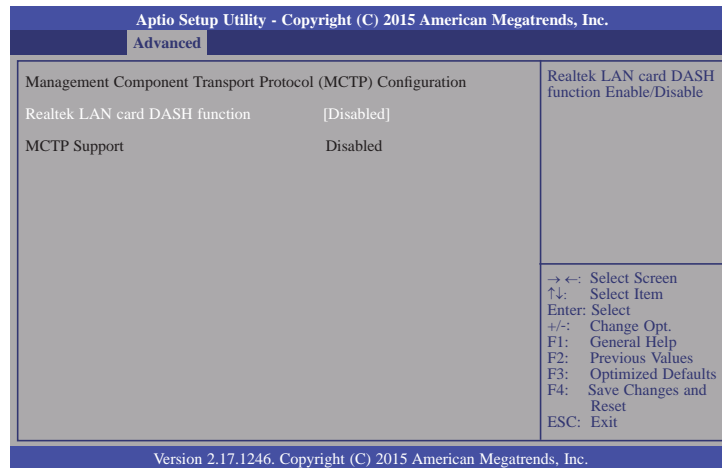 Aptio Setup Utility - Copyright (C) 2015 American Megatrends, Inc.
Advanced
Management Component Transport Protocol (MCTP) Configuration
Realtek LAN card DASH function [Disabled]
MCTP Support Disabled
Realtek LAN card DASH
function Enable/Disable
→ ←: Select Screen
↑↓: Select Item
Enter: Select
+/-: Change Opt.
F1: General Help
F2: Previous Values
F3: Optimized Defaults
F4: Save Changes and
Reset
ESC: Exit
Version 2.17.1246. Copyright (C) 2015 American Megatrends, Inc.